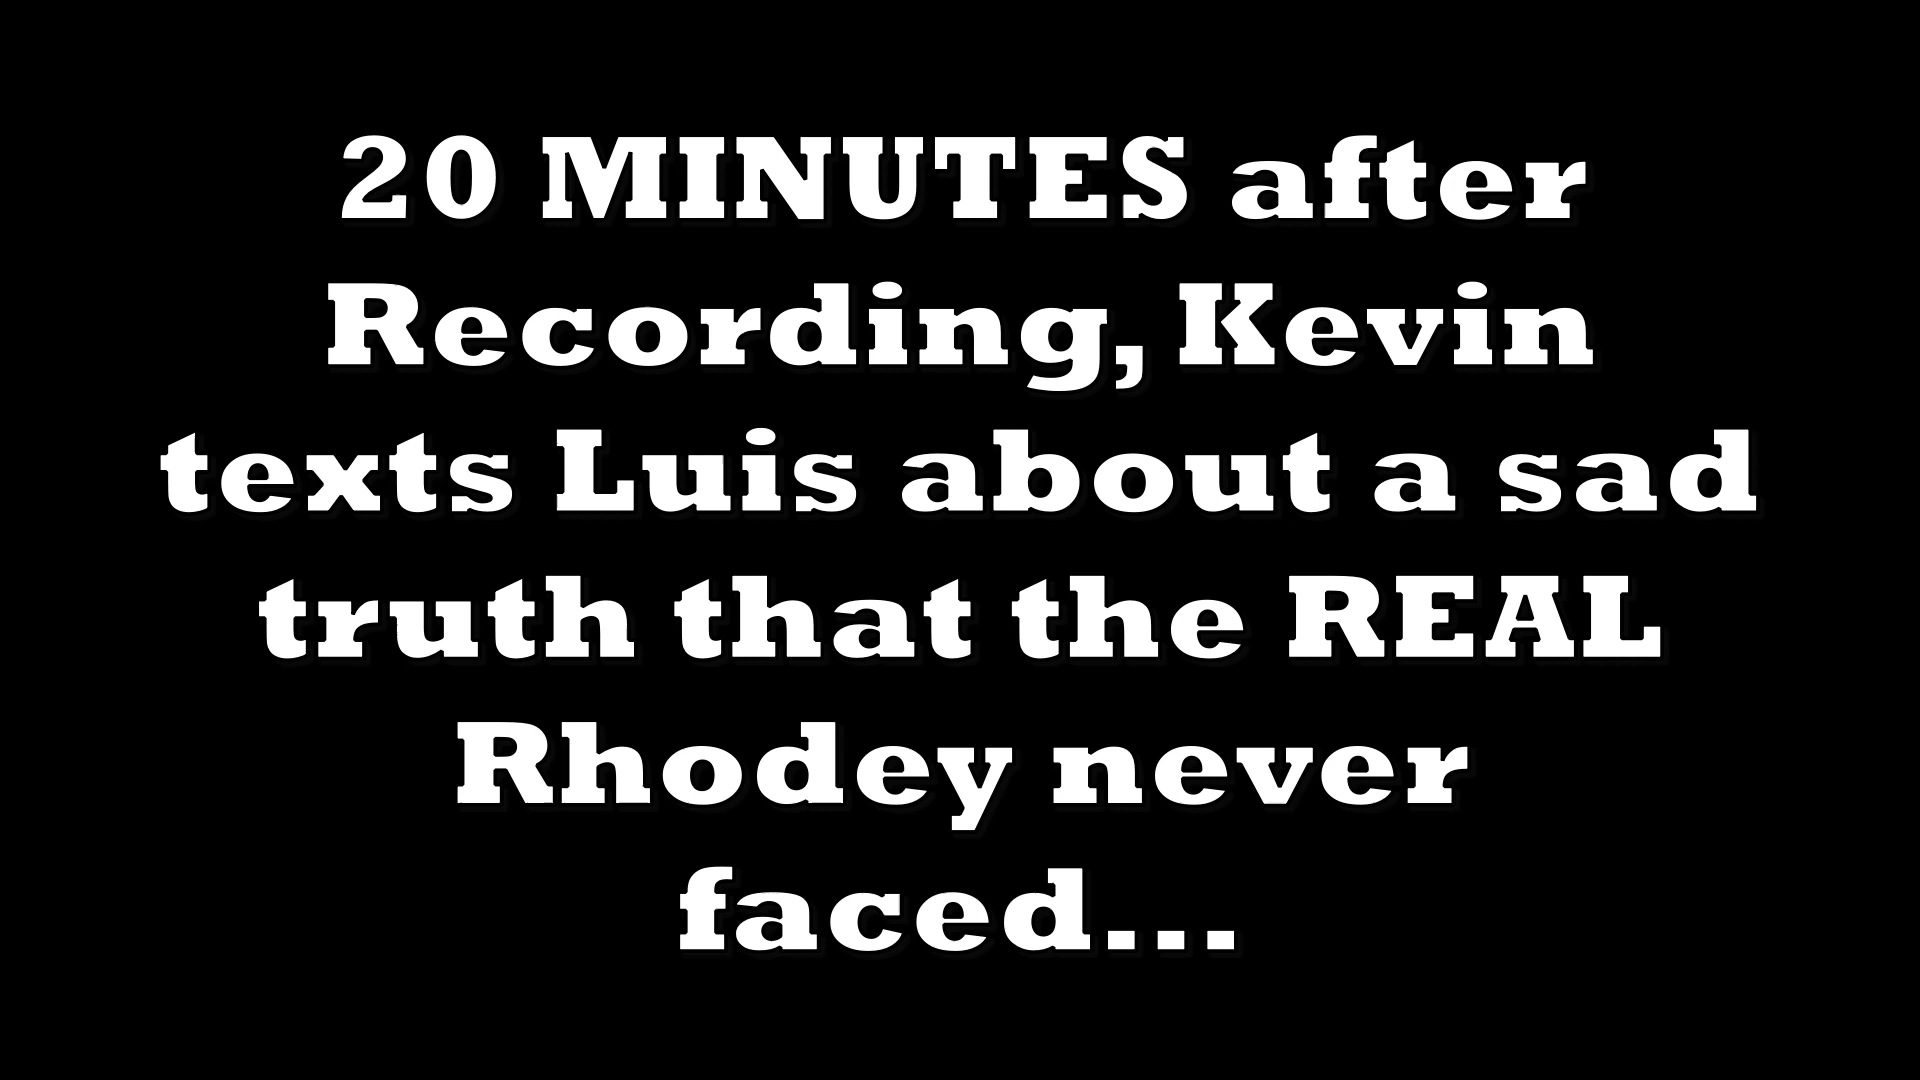 20 MINUTES after
Recording, Kevin
texts Luis about a sad
truth that the REAL
Rhodey never
faced...